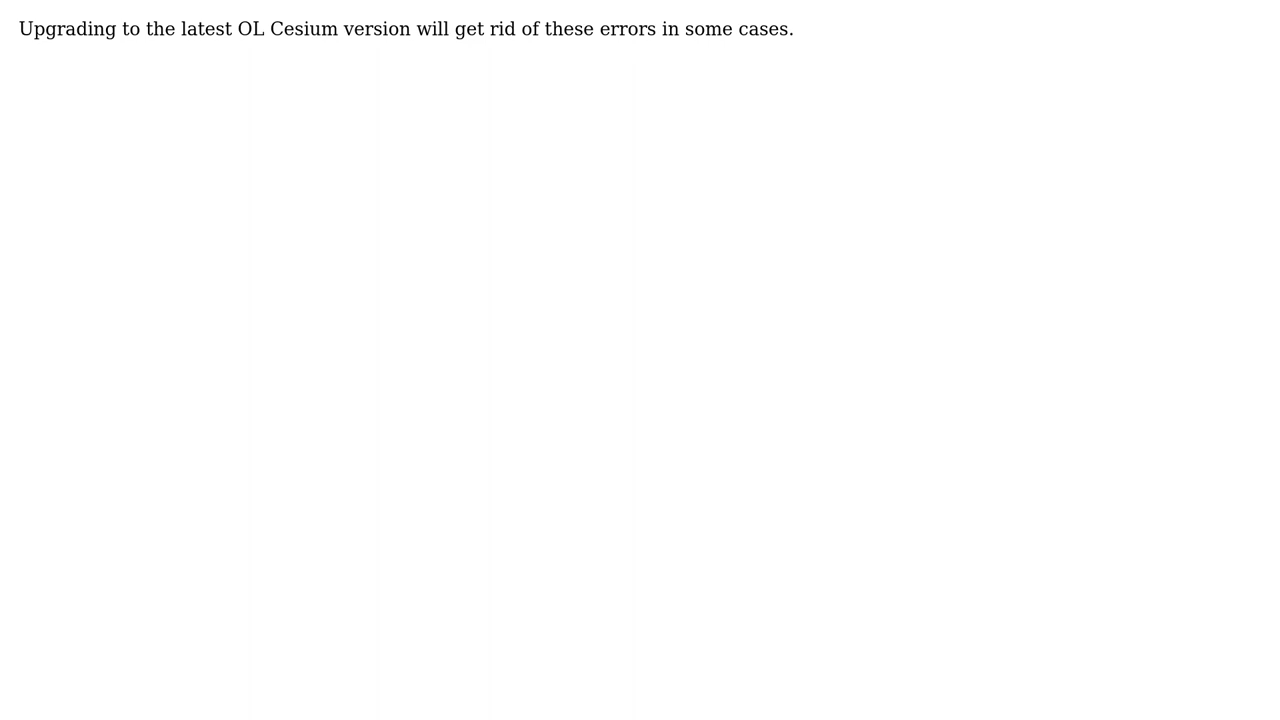 Upgrading to the latest OL Cesium version will get rid of these errors in some cases.